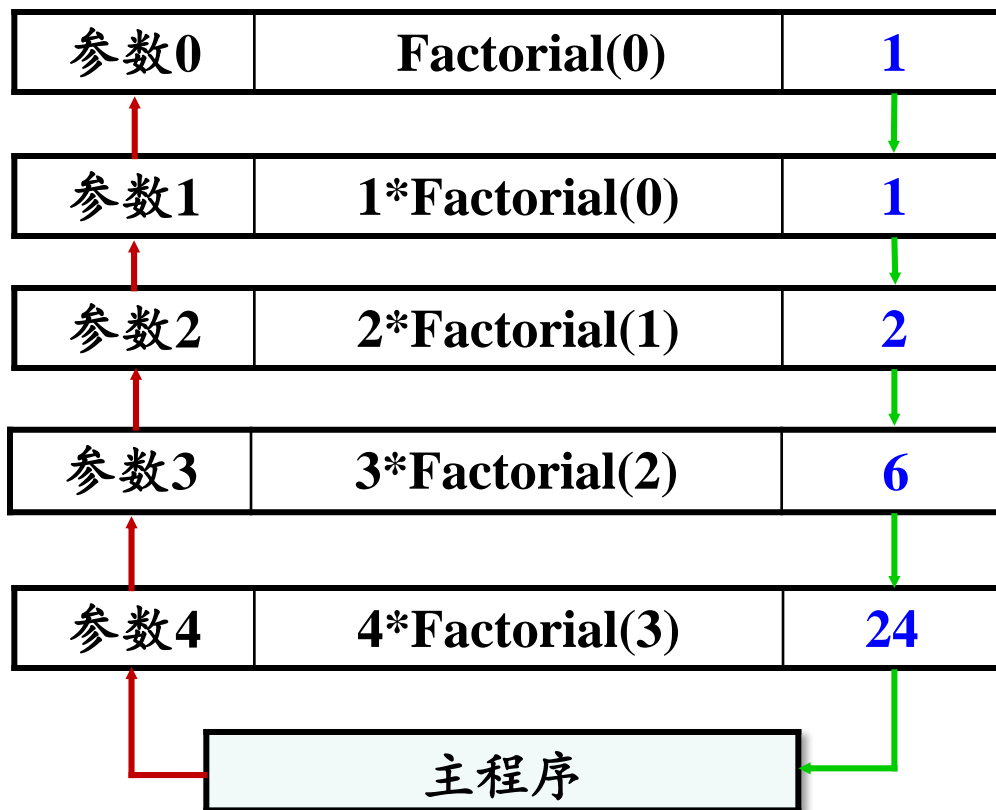 参数0 Factorial(0) 1
参数1 1*Factorial(0) 1
参数2 2*Factorial(1) 2
参数3 3*Factorial(2) 6
参数4 4*Factorial(3) 24
主程序